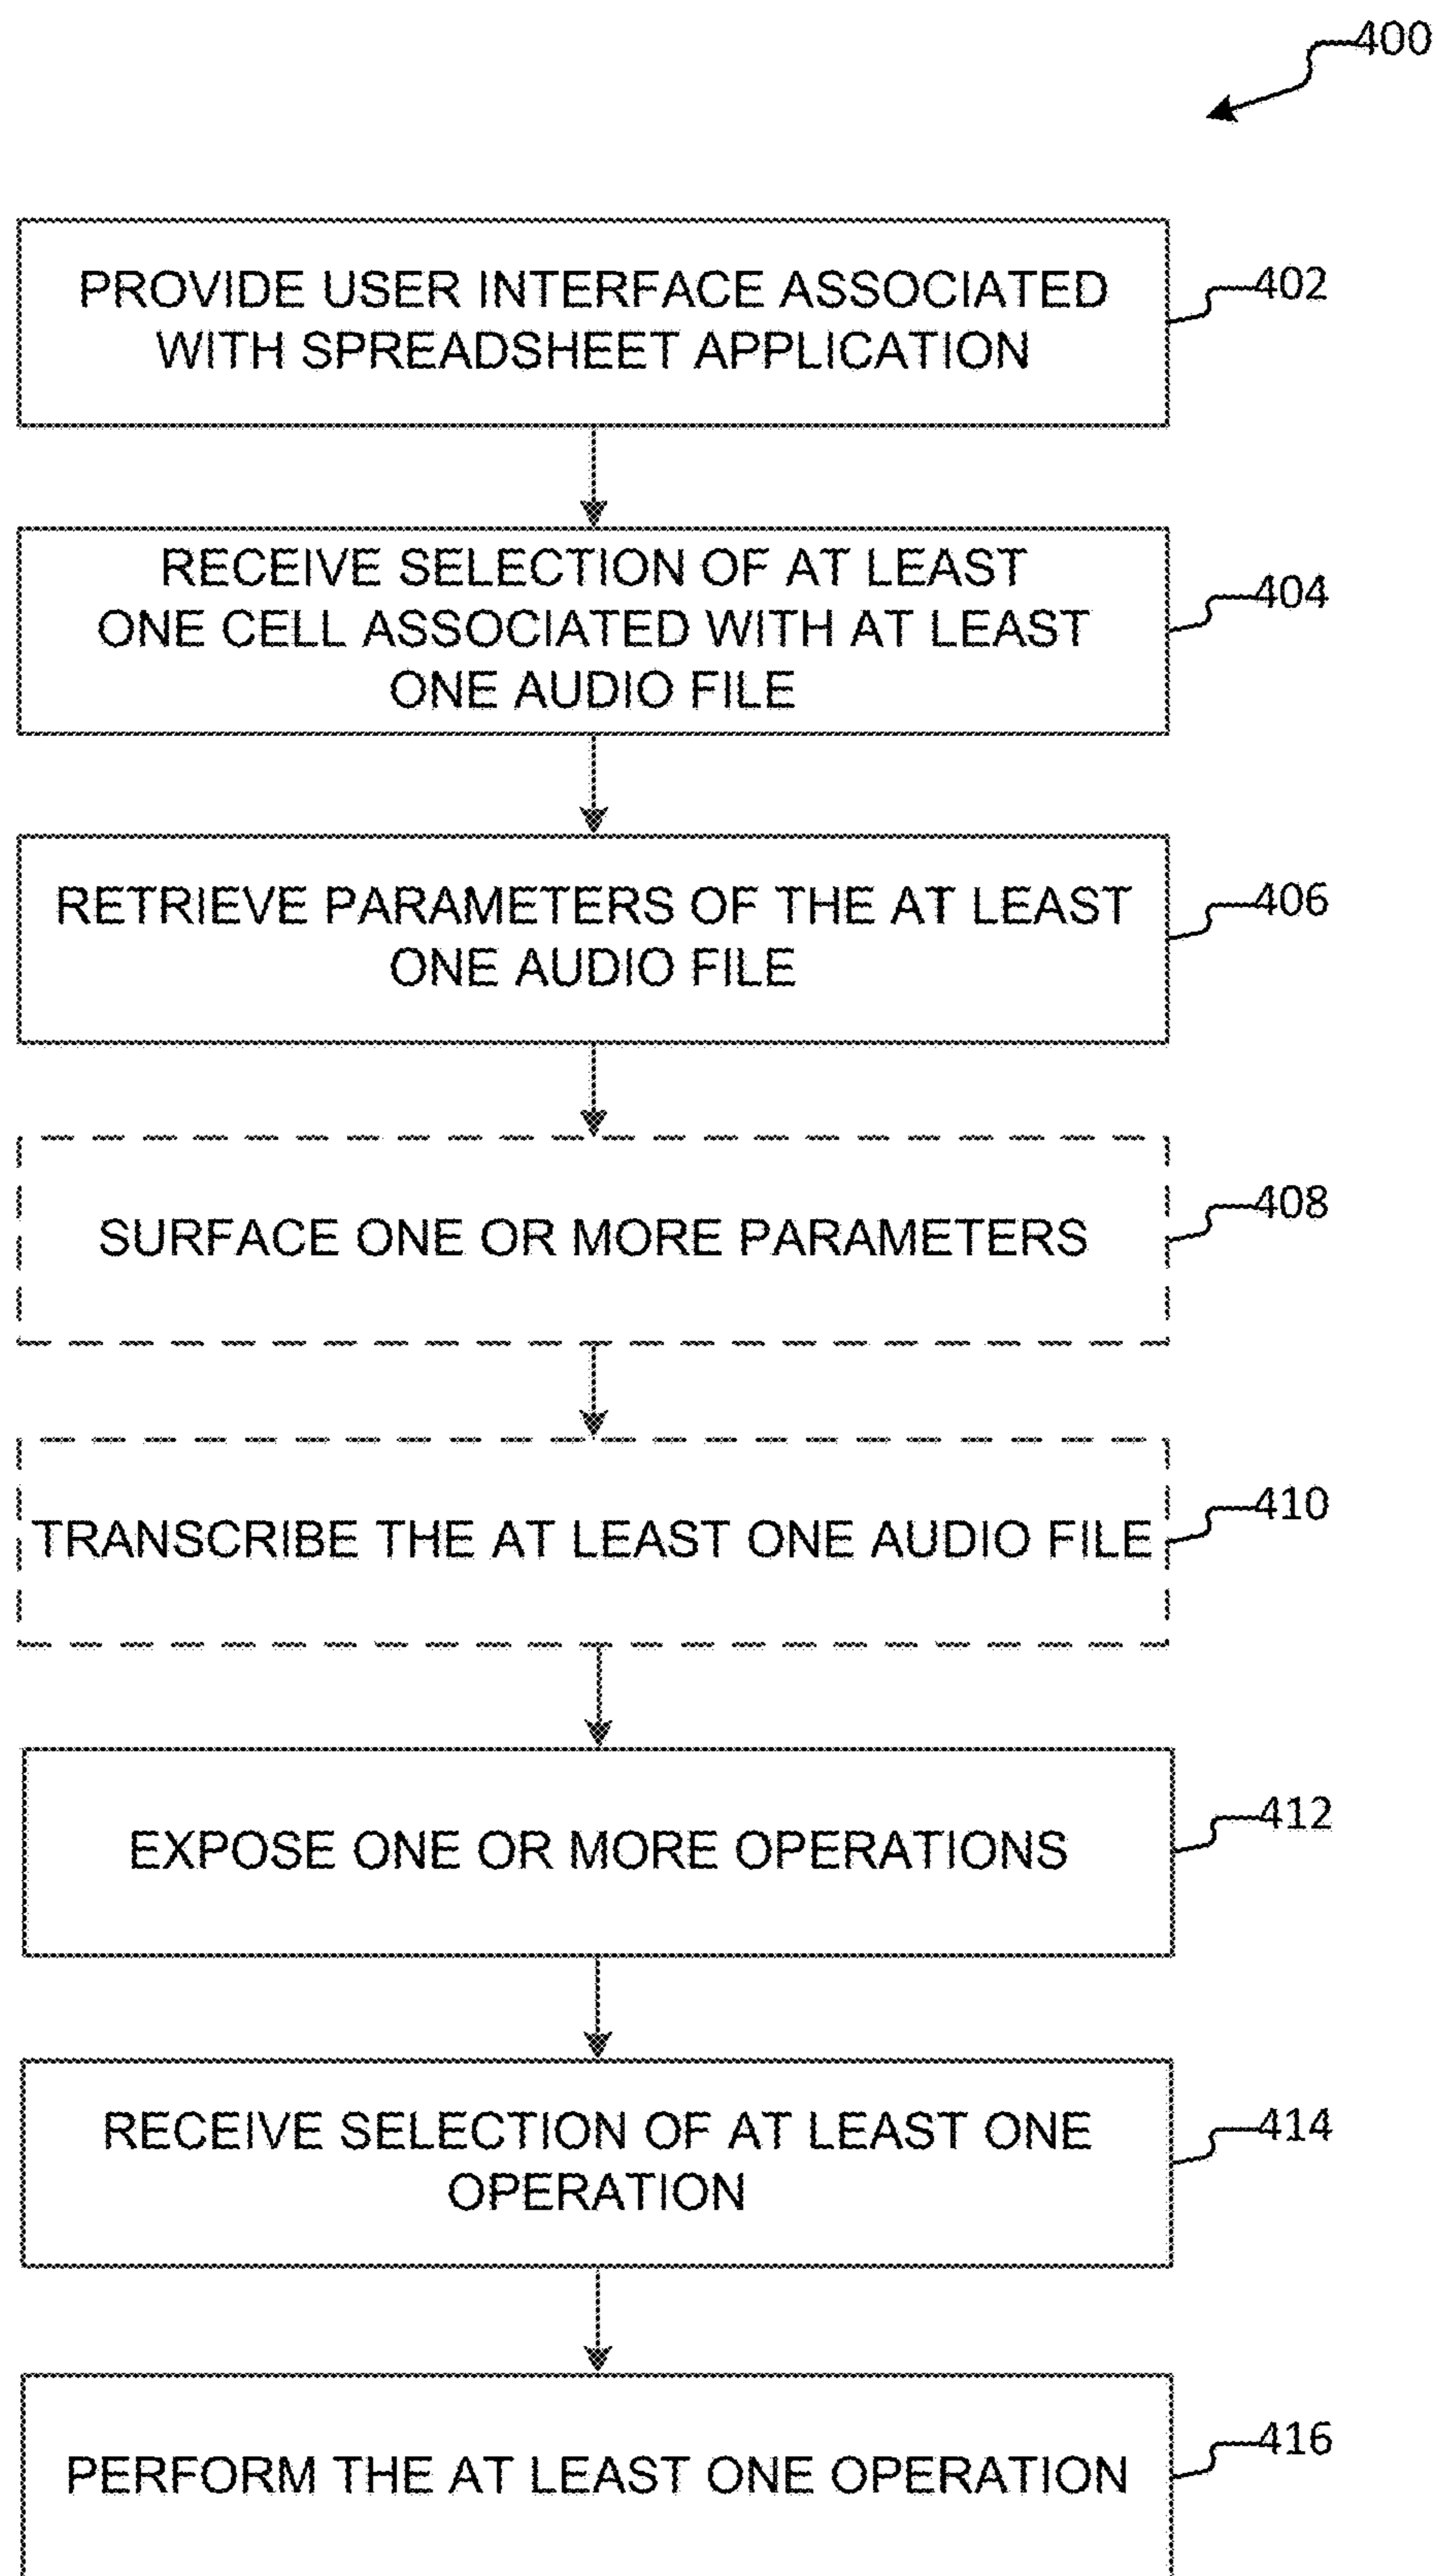 400
PROVIDE USER INTERFACE ASSOCIATED
WITH SPREADSHEET APPLICATION
402
RECEIVE SELECTION OF AT LEAST
ONE CELL ASSOCIATED WITH AT LEAST
ONE AUDIO FILE
404
RETRIEVE PARAMETERS OF THE AT LEAST
ONE AUDIO FILE
406
SURFACE ONE OR MORE PARAMETERS
408
TRANSCRIBE THE AT LEAST ONE AUDIO FILE
410
EXPOSE ONE OR MORE OPERATIONS
412
RECEIVE SELECTION OF AT LEAST ONE
OPERATION
414
PERFORM THE AT LEAST ONE OPERATION
416